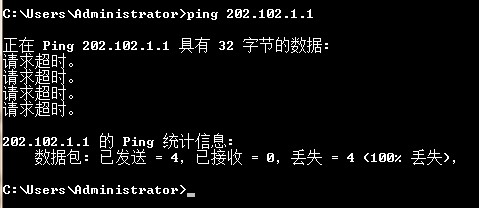 C:\Users\Administrator>ping 202.102.1.1
正在 Ping 202.102.1.1 具有 32 字节的数据:
请求超时。
请求超时。
请求超时。
请求超时。
202.102.1.1 的 Ping 统计信息:
数据包: 已发送 = 4, 已接收 = 0, 丢失 = 4 (100% 丢失),
C:\Users\Administrator>_